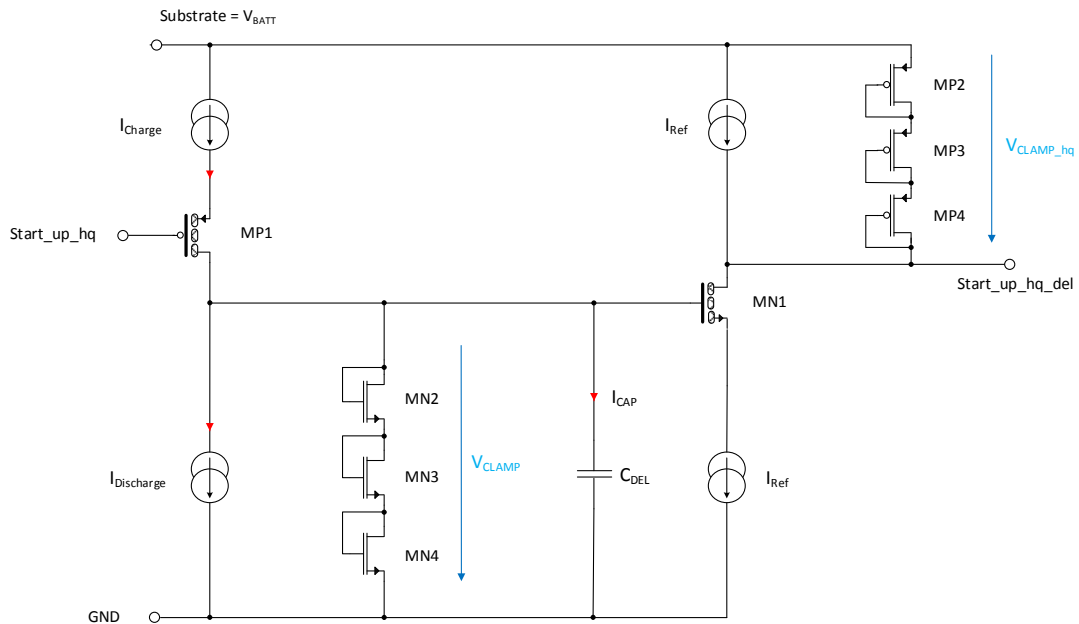 Substrate = VBATT
MP2
ICharge
IRef
MP3
VCLAMP_hq
MP4
Start_up_hq
MP1
Start_up_hq_del
MN1
MN2
ICAP
MN3
VCLAMP
CDEL
IDischarge
IRef
MN4
GND